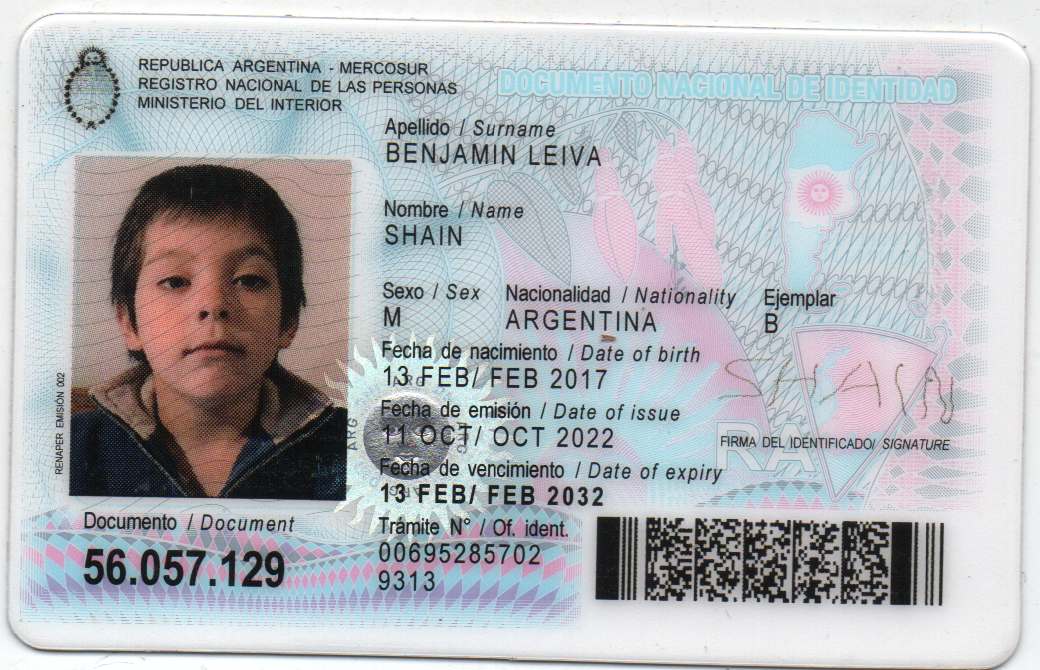 REPUBLICA ARGENTINA - MERCOSUR
REGISTRO NACIONAL DE LAS PERSONAS
MINISTERIO DEL INTERIOR
DOCUMENTO NACIONAL DE IDENTIDAD
Apellido / Surname
BENJAMIN LEIVA
Nombre / Name
SHAIN
Sexo / Sex Nacionalidad / Nationality Ejemplar
M ARGENTINA B
Fecha de nacimiento / Date of birth
13 FEB/ FEB 2017
Fecha de emisión / Date of issue
11 OCT/ OCT 2022
SHAIN
FIRMA DEL IDENTIFICADO/ SIGNATURE
Fecha de vencimiento / Date of expiry
13 FEB/ FEB 2032
RENAPER EMISIÓN 002
ARG
RA
Documento / Document
56.057.129
Trámite N° / Of. ident.
00695285702
9313